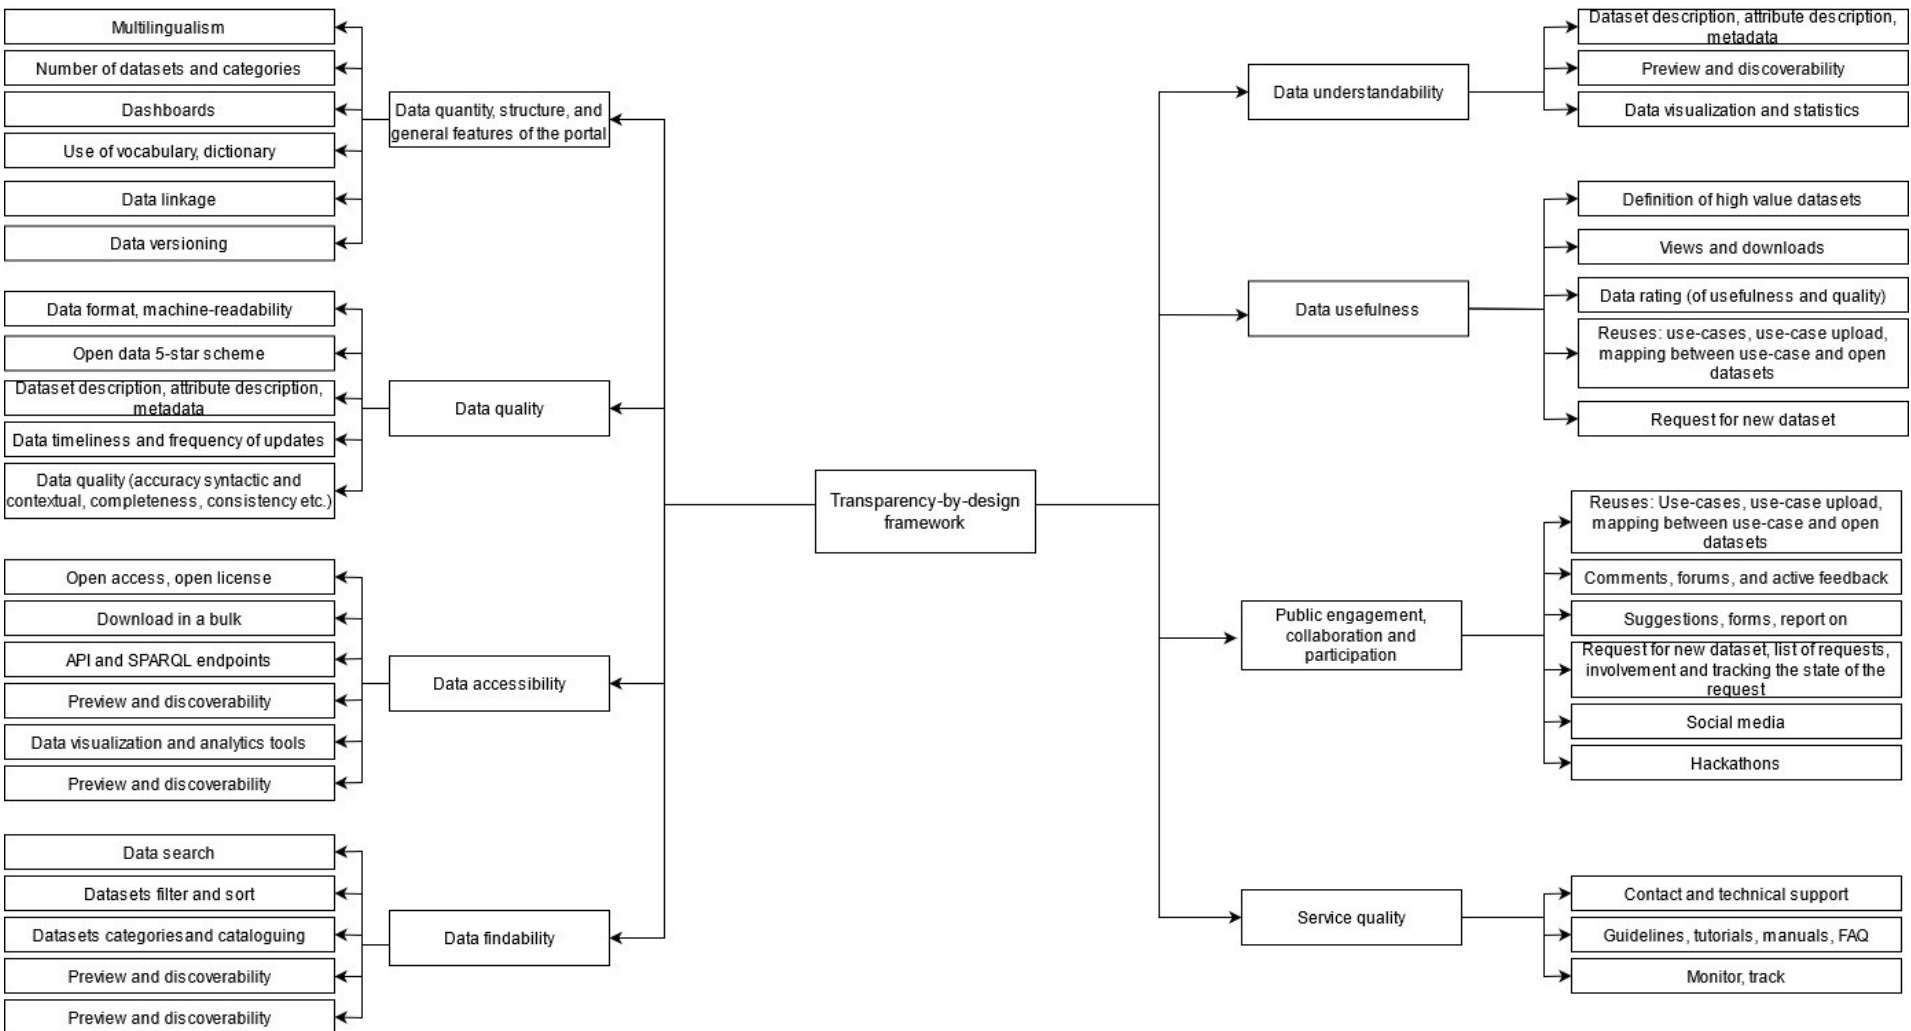 Multilingualism
Number of datasets and categories
Dashboards
Use of vocabulary, dictionary
Data linkage
Data versioning
Data quantity, structure, and
general features of the portal
Data format, machine-readability
Open data 5-star scheme
Dataset description, attribute description,
metadata
Data timeliness and frequency of updates
Data quality (accuracy syntactic and
contextual, completeness, consistency etc.)
Data quality
Open access, open license
Download in a bulk
API and SPARQL endpoints
Preview and discoverability
Data visualization and analytics tools
Preview and discoverability
Data accessibility
Data search
Datasets filter and sort
Datasets categories and cataloguing
Preview and discoverability
Preview and discoverability
Data findability
Transparency-by-design
framework
Data understandability
Dataset description, attribute description,
metadata
Preview and discoverability
Data visualization and statistics
Data usefulness
Definition of high value datasets
Views and downloads
Data rating (of usefulness and quality)
Reuses: use-cases, use-case upload,
mapping between use-case and open
datasets
Request for new dataset
Public engagement,
collaboration and
participation
Reuses: Use-cases, use-case upload,
mapping between use-case and open
datasets
Comments, forums, and active feedback
Suggestions, forms, report on
Request for new dataset, list of requests,
involvement and tracking the state of the
request
Social media
Hackathons
Service quality
Contact and technical support
Guidelines, tutorials, manuals, FAQ
Monitor, track